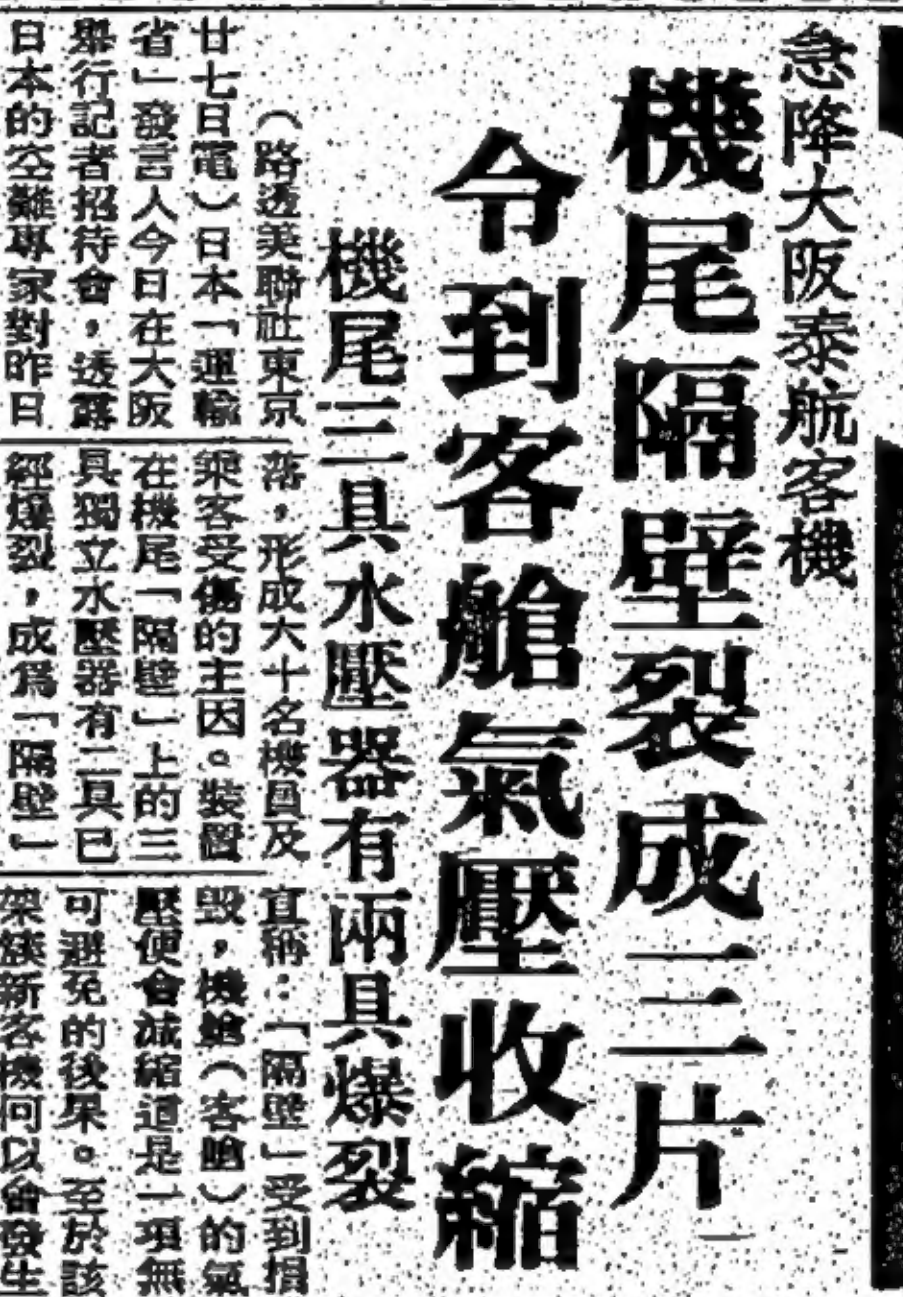 急降大阪泰航客機
機尾隔壁裂成三片
令到客艙氣壓收縮
機尾三具水壓器有兩具爆裂
（路透美聯社東京
廿七日電）日本「運輸
省」發言人今日在大阪
舉行記者招待會，透露
日本的空難專家對昨日
落，形成六十名機員及
乘客受傷的主因。裝置
在機尾「隔壁」上的三
具獨立水壓器有二具已
經爆裂，成為「隔壁」
直稱：「隔壁」受到損
毀，機艙（客艙）的氣
壓便會減縮這是一項無
可避免的後果。至於該
架簇新客機何以會發生